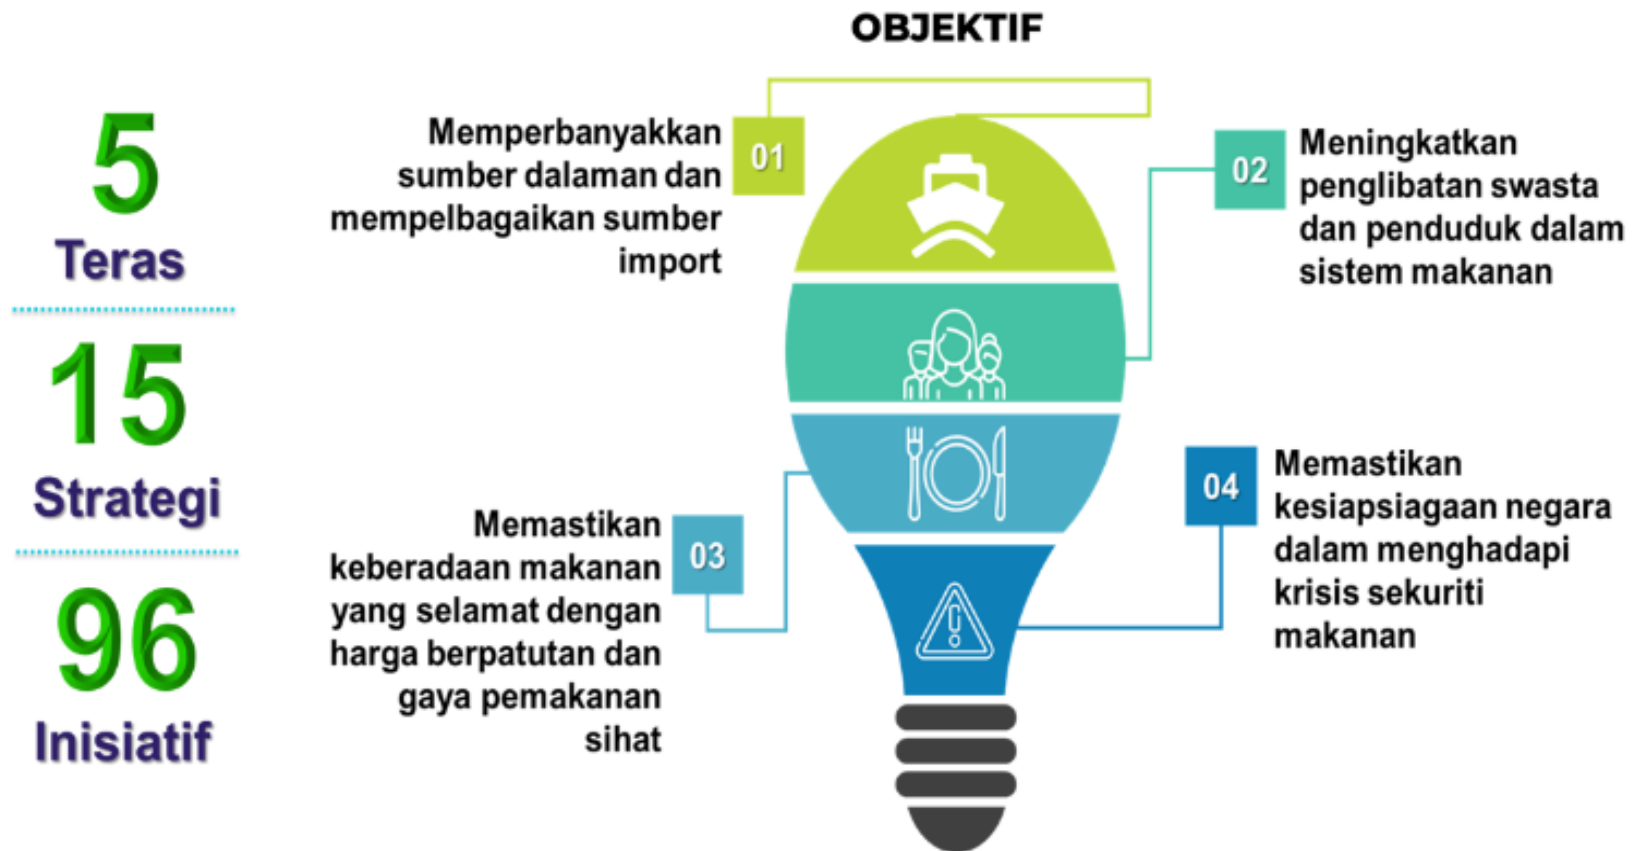 OBJEKTIF
5
Teras
15
Strategi
96
Inisiatif
01
Memperbanyakkan
sumber dalaman dan
mempelbagaikan sumber
import
02
Meningkatkan
penglibatan swasta
dan penduduk dalam
sistem makanan
03
Memastikan
keberadaan makanan
yang selamat dengan
harga berpatutan dan
gaya pemakanan
sihat
04
Memastikan
kesiapsiagaan negara
dalam menghadapi
krisis sekuriti
makanan